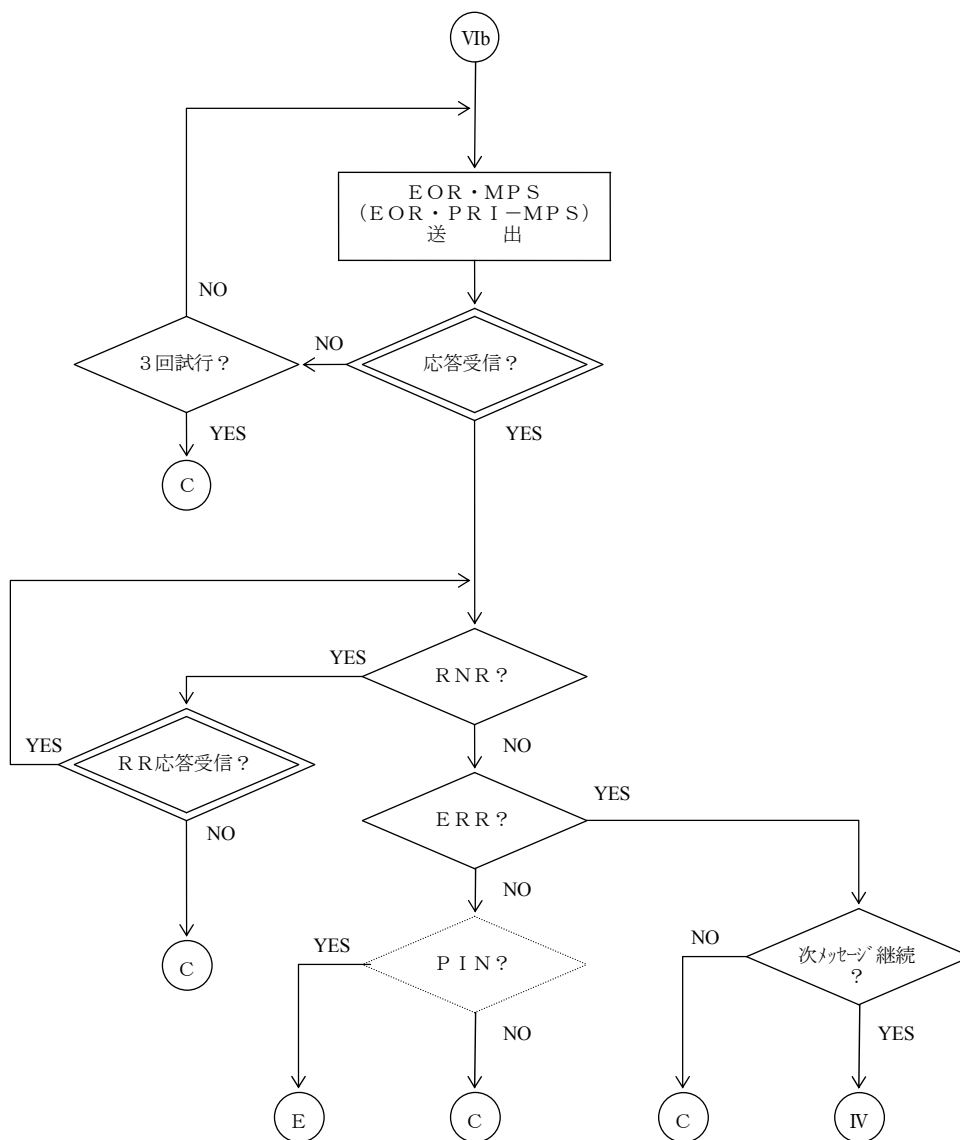 VIb
ＥＯＲ・ＭＰＳ
（ＥＯＲ・ＰＲＩ－ＭＰＳ）
送　　出
NO
３回試行？
NO
応答受信？
YES
YES
Ｃ
YES
ＲＮＲ？
YES
ＲＲ応答受信？
NO
NO
ＥＲＲ？
YES
NO
Ｃ
YES
ＰＩＮ？
NO
NO
次ﾒｯｾｰｼﾞ継続
？
YES
Ｅ
Ｃ
Ｃ
Ⅳ